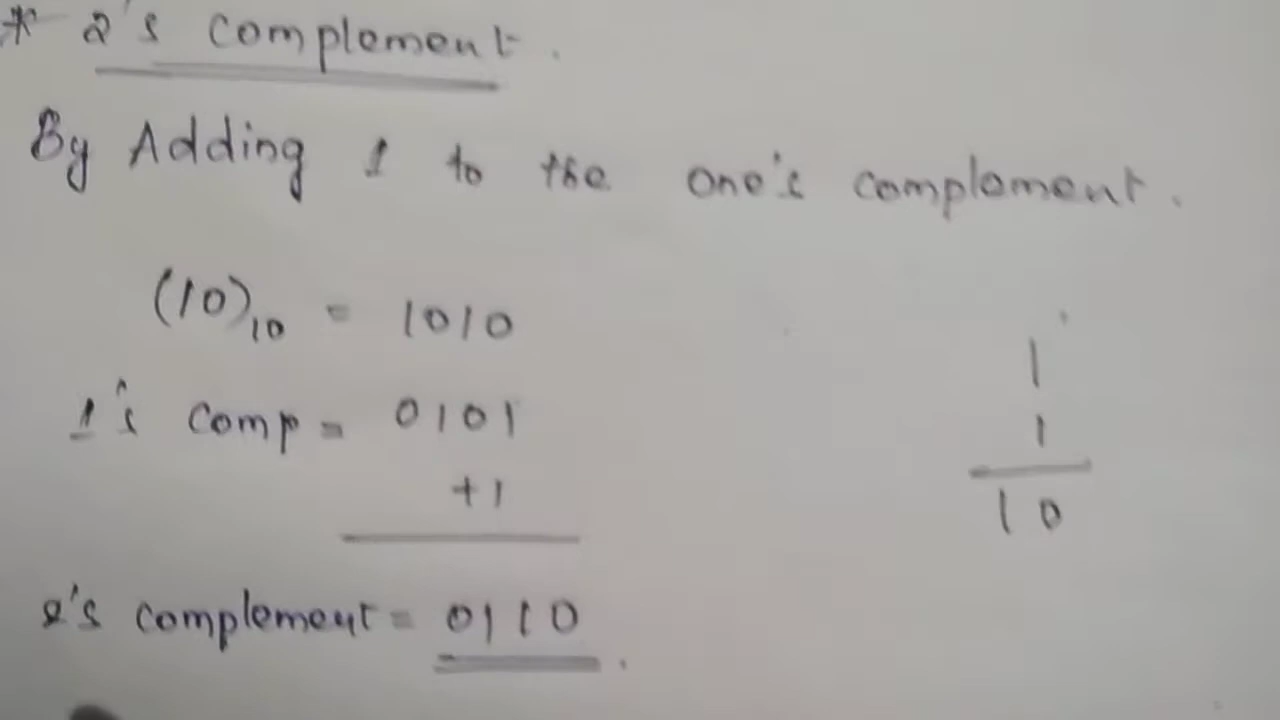 * 2's complement.
By Adding 1 to the one's complement.
(10)10 = 1010
1's comp = 0101
+1
2's complement = 0110.
1
1
10